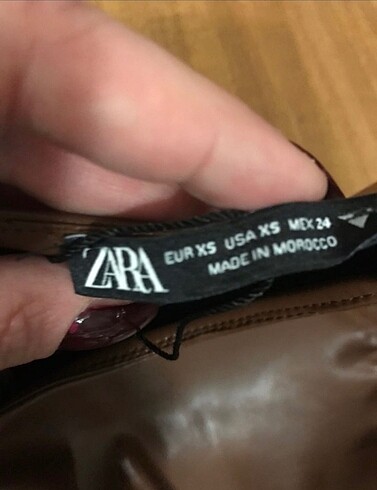 ZARA
EUR XS USA XS MEX 24
MADE IN MOROCCO